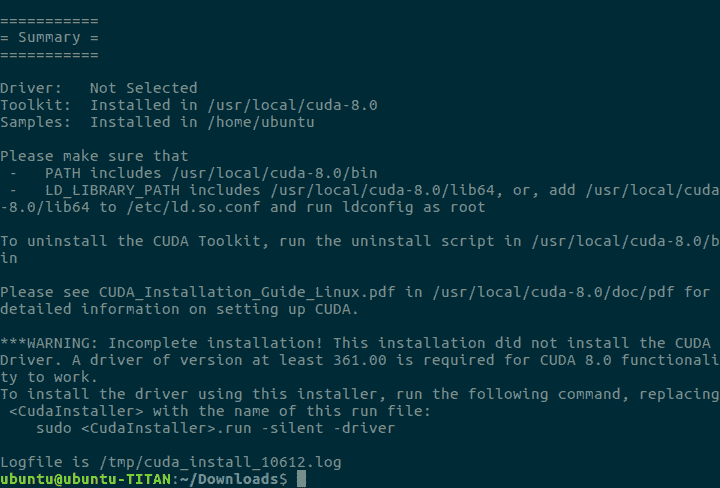 ===========
= Summary =
===========
Driver:   Not Selected
Toolkit:  Installed in /usr/local/cuda-8.0
Samples:  Installed in /home/ubuntu
Please make sure that
 -   PATH includes /usr/local/cuda-8.0/bin
 -   LD_LIBRARY_PATH includes /usr/local/cuda-8.0/lib64, or, add /usr/local/cuda
-8.0/lib64 to /etc/ld.so.conf and run ldconfig as root
To uninstall the CUDA Toolkit, run the uninstall script in /usr/local/cuda-8.0/b
in
Please see CUDA_Installation_Guide_Linux.pdf in /usr/local/cuda-8.0/doc/pdf for
detailed information on setting up CUDA.
***WARNING: Incomplete installation! This installation did not install the CUDA
Driver. A driver of version at least 361.00 is required for CUDA 8.0 functionali
ty to work.
To install the driver using this installer, run the following command, replacing
 <CudaInstaller> with the name of this run file:
    sudo <CudaInstaller>.run -silent -driver
Logfile is /tmp/cuda_install_10612.log
ubuntu@ubuntu-TITAN:~/Downloads$